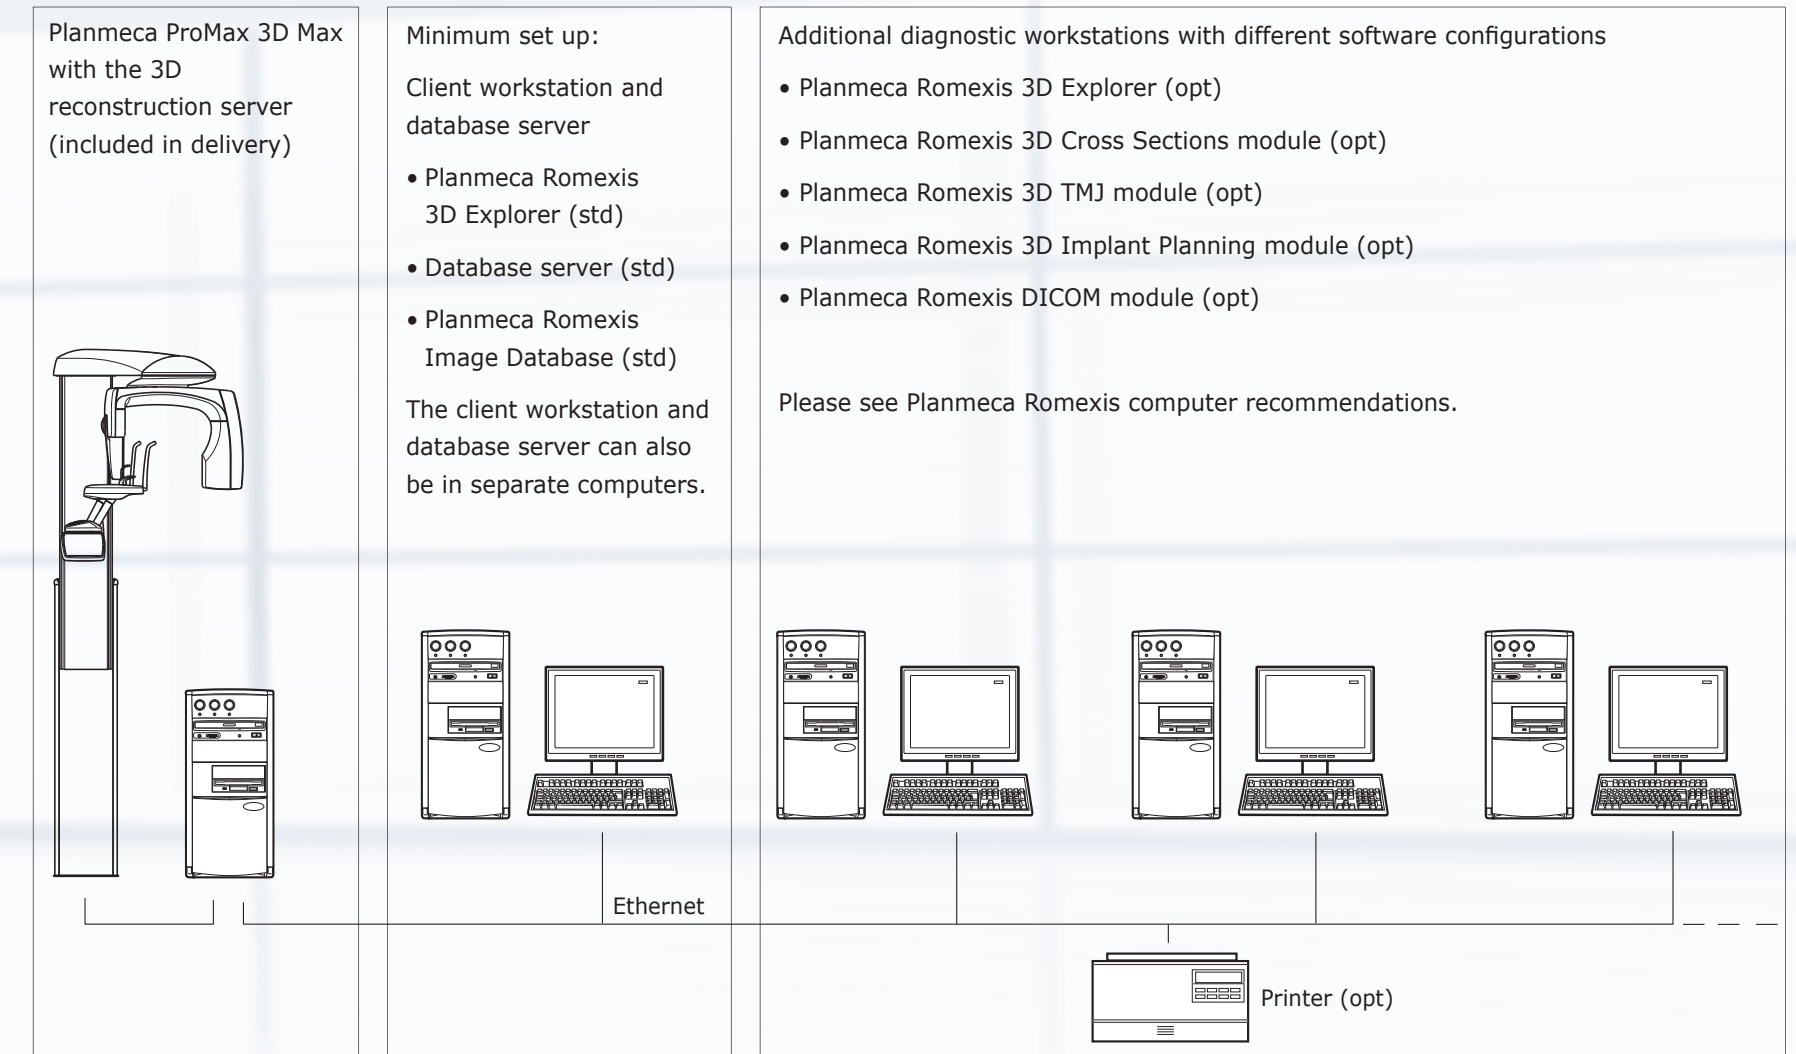 Planmeca ProMax 3D Max
with the 3D
reconstruction server
(included in delivery)
Minimum set up:
Client workstation and
database server
• Planmeca Romexis
3D Explorer (std)
• Database server (std)
• Planmeca Romexis
Image Database (std)
The client workstation and
database server can also
be in separate computers.
Additional diagnostic workstations with different software configurations
• Planmeca Romexis 3D Explorer (opt)
• Planmeca Romexis 3D Cross Sections module (opt)
• Planmeca Romexis 3D TMJ module (opt)
• Planmeca Romexis 3D Implant Planning module (opt)
• Planmeca Romexis DICOM module (opt)
Please see Planmeca Romexis computer recommendations.
Ethernet
Printer (opt)